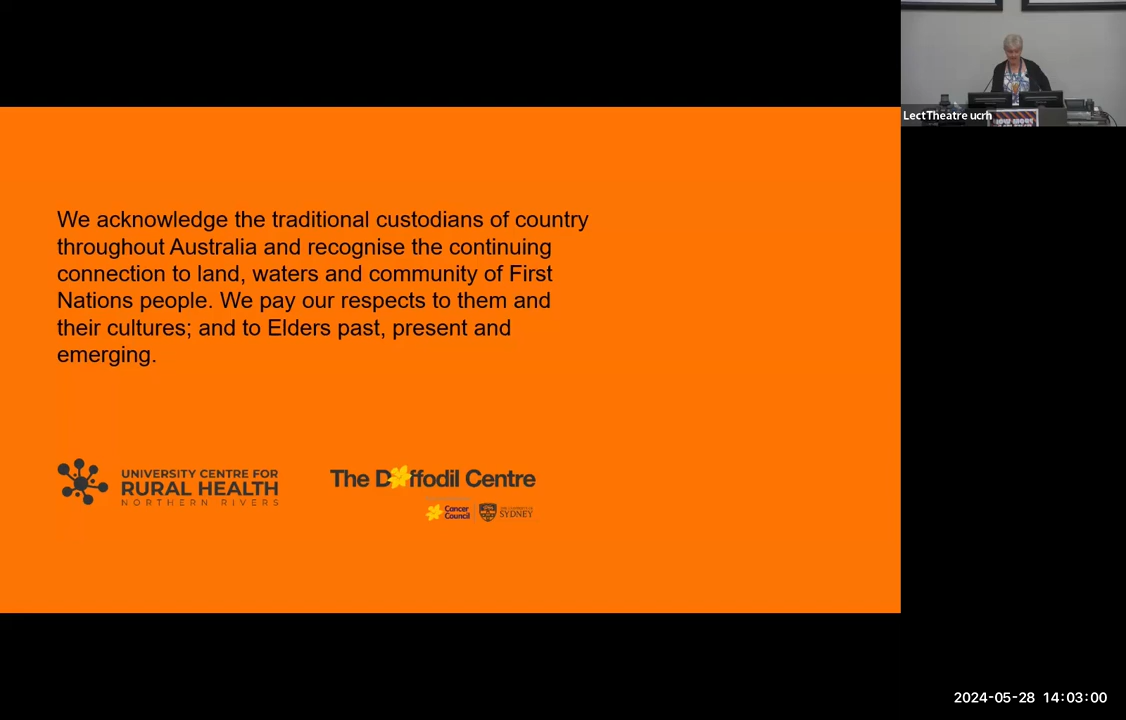 LectTheatre ucrh
We acknowledge the traditional custodians of country
throughout Australia and recognise the continuing
connection to land, waters and community of First
Nations people. We pay our respects to them and
their cultures; and to Elders past, present and
emerging.
UNIVERSITY CENTRE FOR
RURAL HEALTH
NORTHERN RIVERS
The Daffodil Centre
Cancer
Council
SYDNEY
2024-05-28 14:03:00